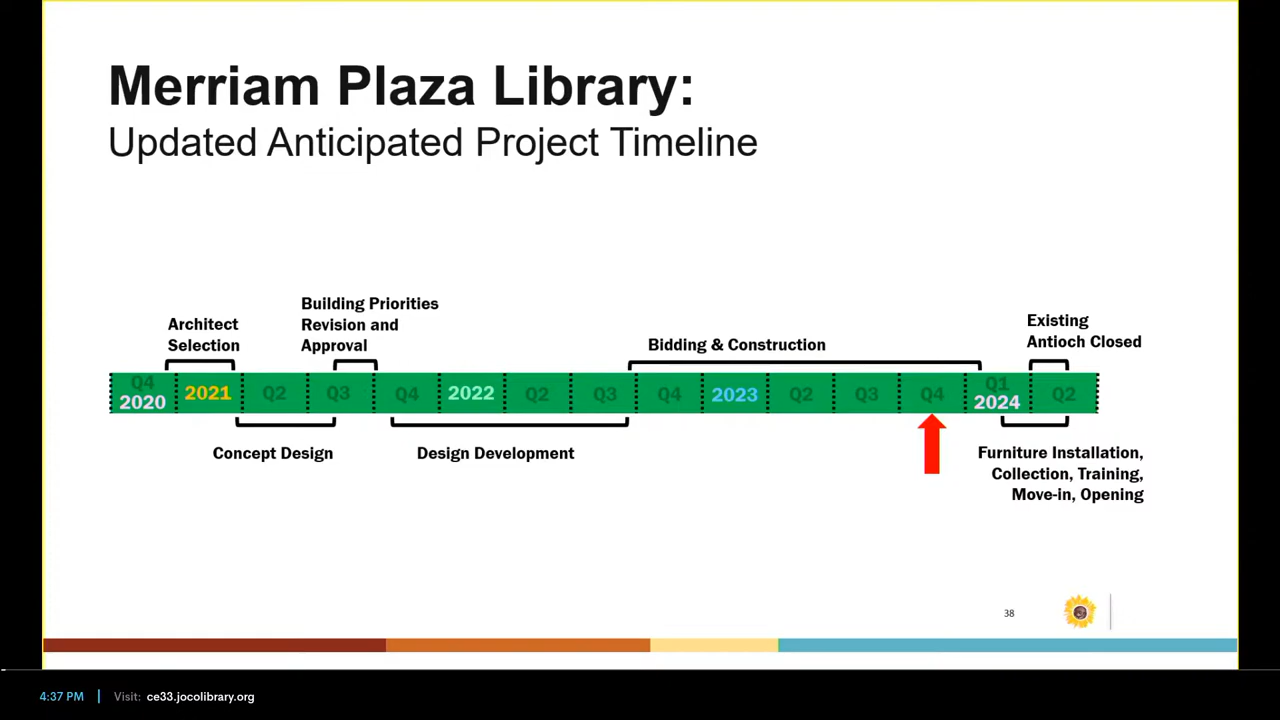 Merriam Plaza Library:
Updated Anticipated Project Timeline
Architect
Selection
Building Priorities
Revision and
Approval
Bidding & Construction
Existing
Antioch Closed
Q4
2020
2021
Q2
Q3
Q4
2022
Q2
Q3
Q4
2023
Q2
Q3
Q4
Q1
2024
Q2
Concept Design
Design Development
Furniture Installation,
Collection, Training,
Move-in, Opening
38
4:37 PM | Visit: ce33.jocolibrary.org